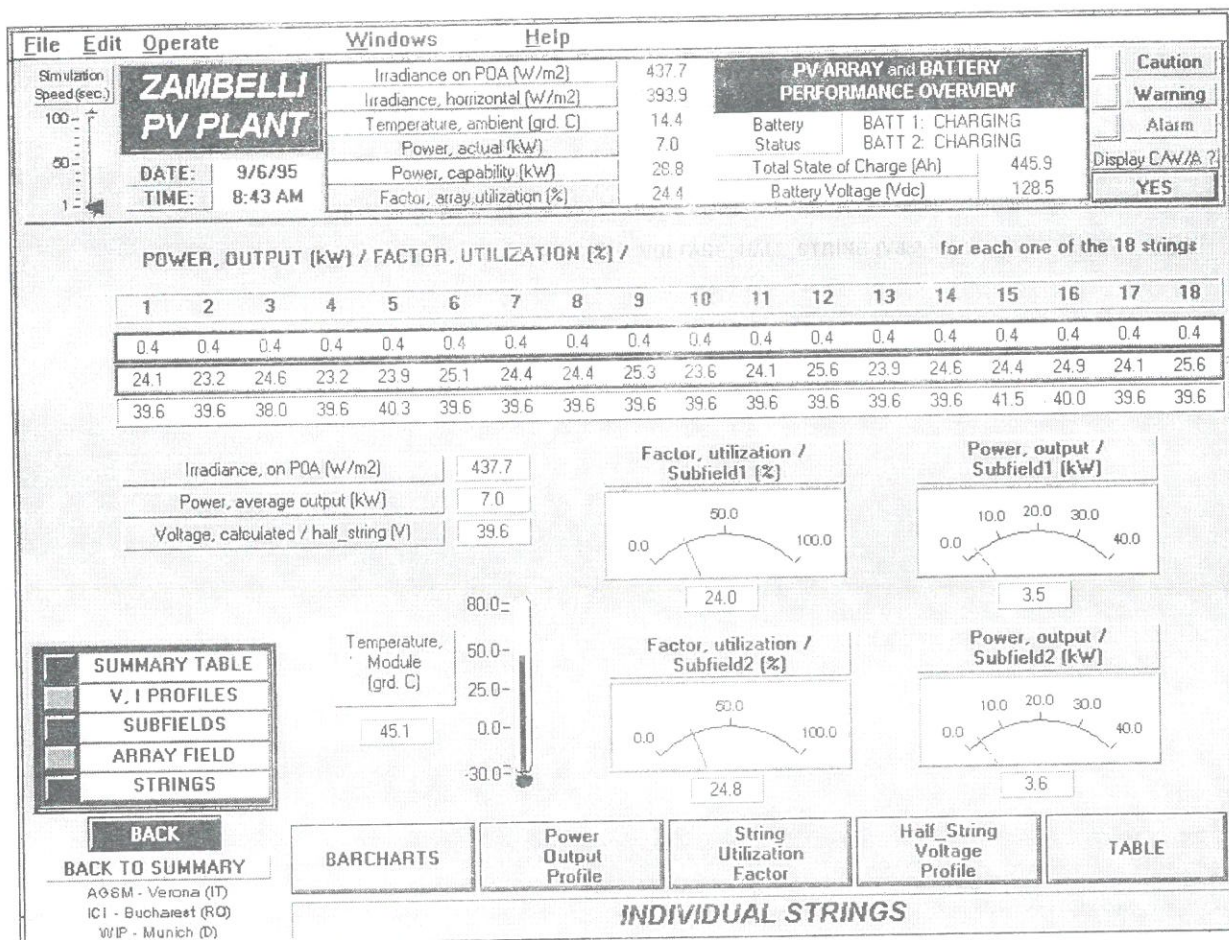 File Edit Operate Windows Help
Simulation
Speed (sec.)
100
50
1
ZAMBELLI
PV PLANT
DATE: 9/6/95
TIME: 8:43 AM
Irradiance on POA (W/m2) 437.7
Irradiance, horrizontal (W/m2) 393.9
Temperature, ambient (grd. C) 14.4
Power, actual (kW) 7.0
Power, capability (kW) 28.8
Factor, array,utilization (%) 24.4
PV ARRAY and BATTERY
PERFORMANCE OVERVIEW
Battery BATT 1: CHARGING
Status BATT 2: CHARGING
Total State of Charge (Ah) 445.9
Battery Voltage (Vdc) 128.5
Caution
Warning
Alarm
Display C/W/A ?
YES
POWER, OUTPUT (kW) / FACTOR, UTILIZATION (%) / for each one of the 18 strings
1 2 3 4 5 6 7 8 9 10 11 12 13 14 15 16 17 18
0.4 0.4 0.4 0.4 0.4 0.4 0.4 0.4 0.4 0.4 0.4 0.4 0.4 0.4 0.4 0.4 0.4 0.4
24.1 23.2 24.6 23.2 23.9 25.1 24.4 24.4 25.3 23.6 24.1 25.6 23.9 24.6 24.4 24.9 24.1 25.6
39.6 39.6 38.0 39.6 40.3 39.6 39.6 39.6 39.6 39.6 39.6 39.6 39.6 39.6 41.5 40.0 39.6 39.6
Irradiance, on POA (W/m2) 437.7
Power, average output (kW) 7.0
Voltage, calculated / half_string (V) 39.6
Factor, utilization /
Subfield1 (%)
0.0 50.0 100.0
24.0
Power, output /
Subfield1 (kW)
0.0 10.0 20.0 30.0 40.0
3.5
Temperature,
Module
(grd. C)
45.1
80.0
50.0
25.0
0.0
-30.0
Factor, utilization /
Subfield2 (%)
0.0 50.0 100.0
24.8
Power, output /
Subfield2 (kW)
0.0 10.0 20.0 30.0 40.0
3.6
SUMMARY TABLE
V, I PROFILES
SUBFIELDS
ARRAY FIELD
STRINGS
BACK
BACK TO SUMMARY
AGSM - Verona (IT)
ICI - Bucharest (RO)
WIP - Munich (D)
BARCHARTS
Power
Output
Profile
String
Utilization
Factor
Half_String
Voltage
Profile
TABLE
INDIVIDUAL STRINGS